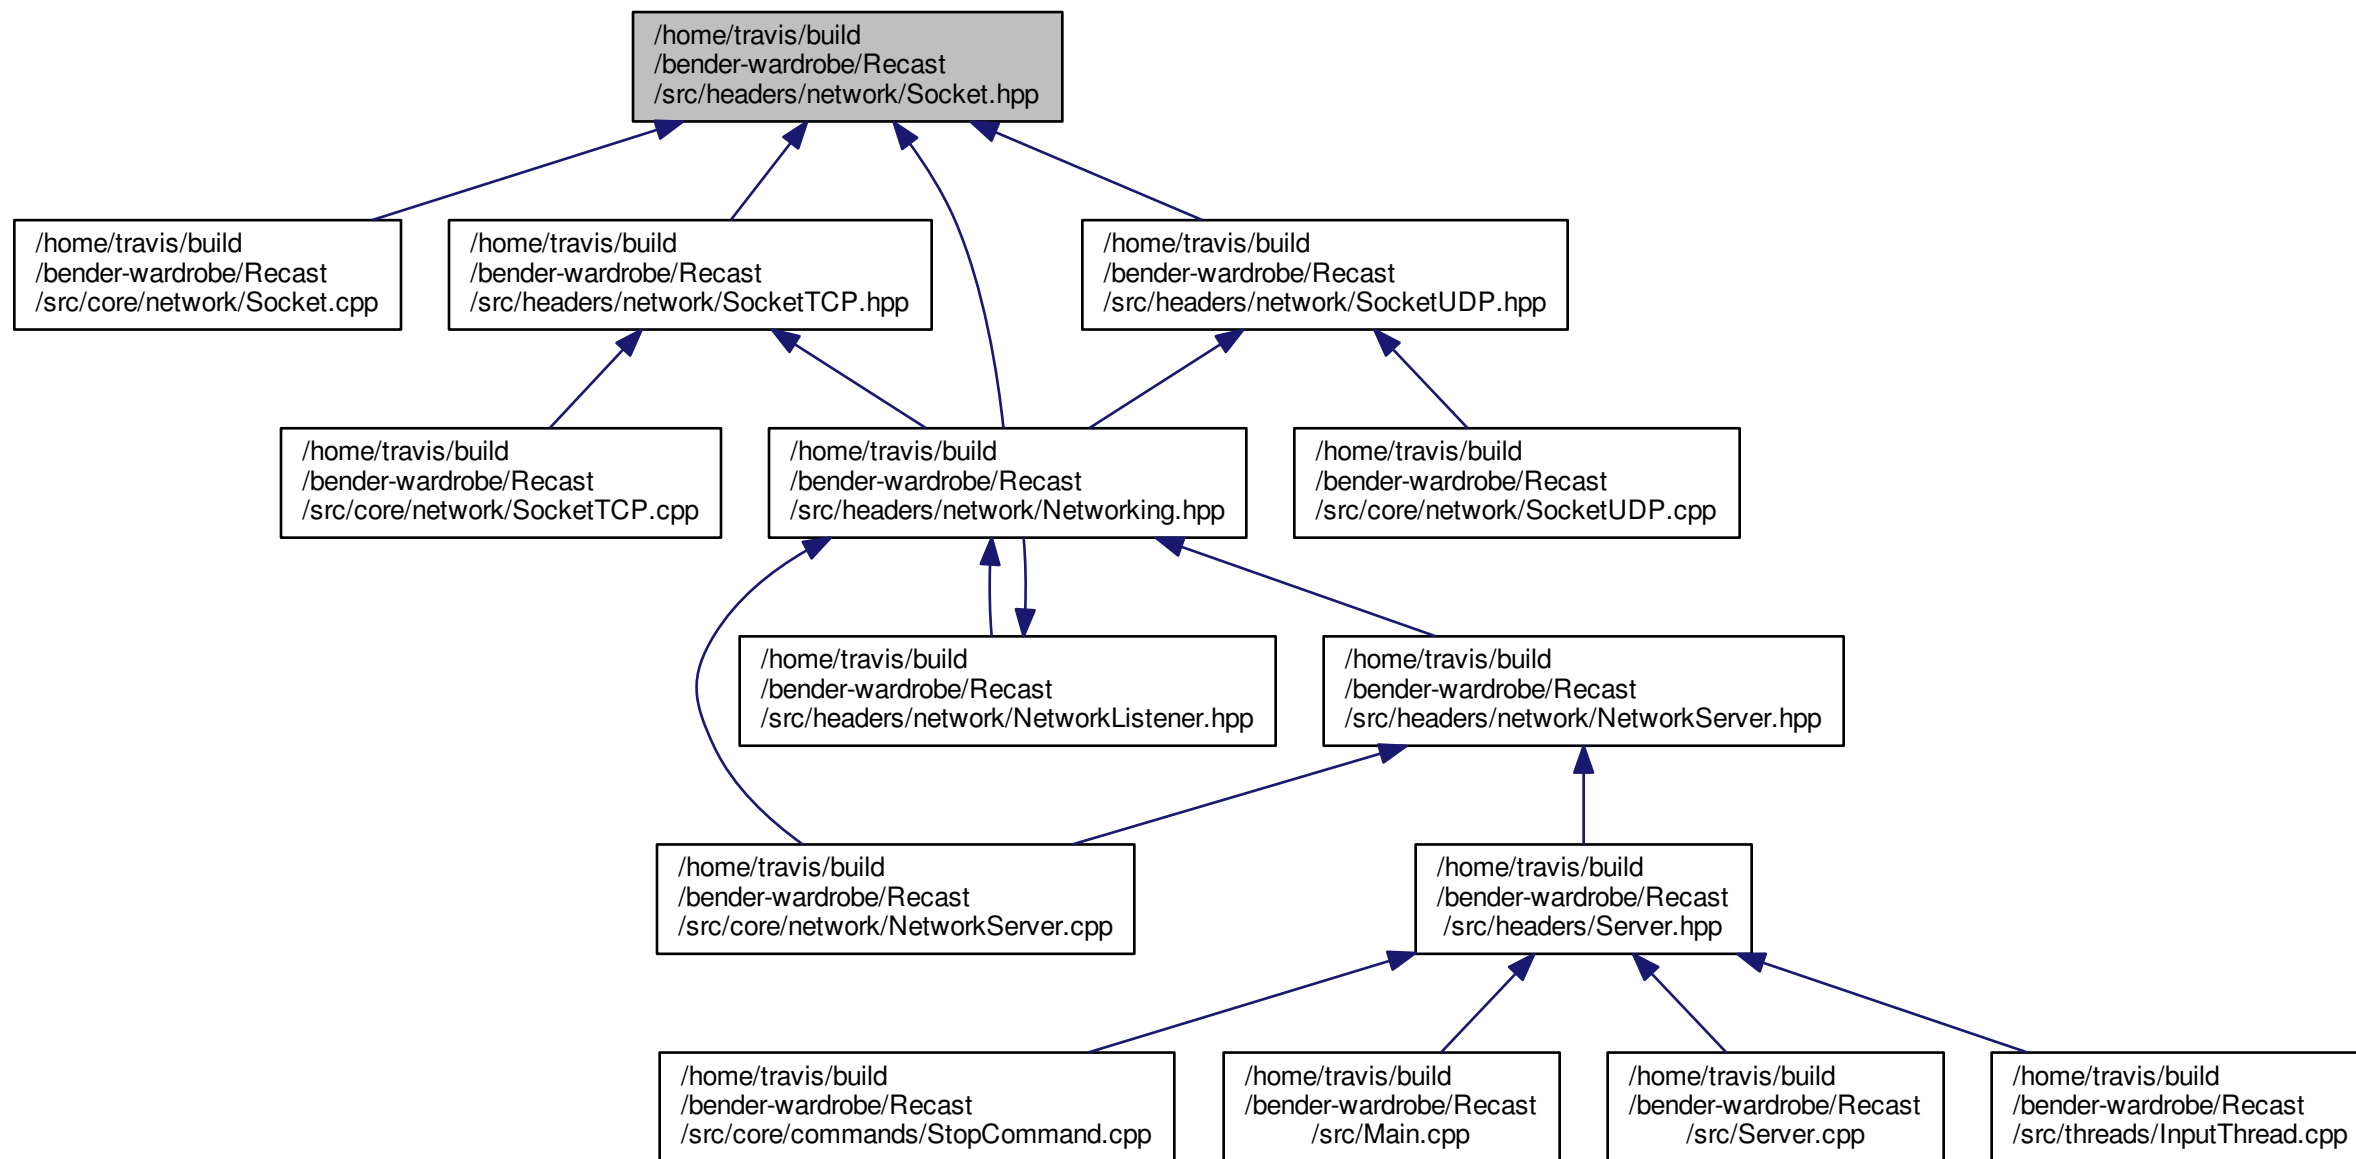 /home/travis/build
/bender-wardrobe/Recast
/src/headers/network/Socket.hpp
/home/travis/build
/bender-wardrobe/Recast
/src/core/network/Socket.cpp
/home/travis/build
/bender-wardrobe/Recast
/src/headers/network/SocketTCP.hpp
/home/travis/build
/bender-wardrobe/Recast
/src/headers/network/SocketUDP.hpp
/home/travis/build
/bender-wardrobe/Recast
/src/core/network/SocketTCP.cpp
/home/travis/build
/bender-wardrobe/Recast
/src/headers/network/Networking.hpp
/home/travis/build
/bender-wardrobe/Recast
/src/core/network/SocketUDP.cpp
/home/travis/build
/bender-wardrobe/Recast
/src/headers/network/NetworkListener.hpp
/home/travis/build
/bender-wardrobe/Recast
/src/headers/network/NetworkServer.hpp
/home/travis/build
/bender-wardrobe/Recast
/src/core/network/NetworkServer.cpp
/home/travis/build
/bender-wardrobe/Recast
/src/headers/Server.hpp
/home/travis/build
/bender-wardrobe/Recast
/src/core/commands/StopCommand.cpp
/home/travis/build
/bender-wardrobe/Recast
/src/Main.cpp
/home/travis/build
/bender-wardrobe/Recast
/src/Server.cpp
/home/travis/build
/bender-wardrobe/Recast
/src/threads/InputThread.cpp